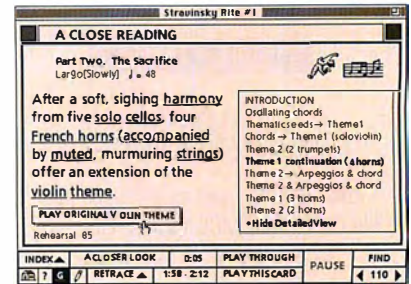 Stravinsky Rite #1
A CLOSE READING
Part Two. The Sacrifice
Largo[Slowly] ♩ = 48
After a soft, sighing harmony
from five solo cellos, four
French horns (accompanied
by muted, murmuring strings)
offer an extension of the
violin theme.
PLAY ORIGINAL V OLIN THEME
Rehearsal 85
INTRODUCTION
Oscillating chords
Thematic seeds → Theme 1
Chords → Theme 1 (solo violin)
Theme 2 (2 trumpets)
Theme 1 continuation (4 horns)
Theme 2 → Arpeggios & chord
Theme 2 & Arpeggios & chord
Theme 1 (3 horns)
Theme 2 (2 horns)
•Hide Detailed View
INDEX▲ A CLOSER LOOK 0:05 PLAY THROUGH PAUSE FIND
? G RETRACE ▲ 1:58 - 2:12 PLAY THIS CARD ◀ 110 ▶